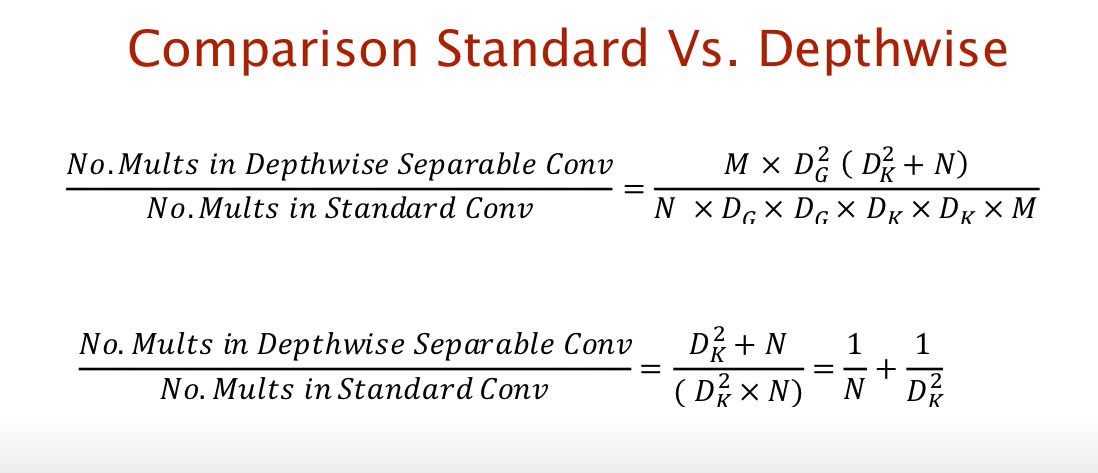 Comparison Standard Vs. Depthwise
No. Mults in Depthwise Separable Conv / No. Mults in Standard Conv = M × D_G^2 ( D_K^2 + N) / N × D_G × D_G × D_K × D_K × M
No. Mults in Depthwise Separable Conv / No. Mults in Standard Conv = D_K^2 + N / ( D_K^2 × N) = 1 / N + 1 / D_K^2